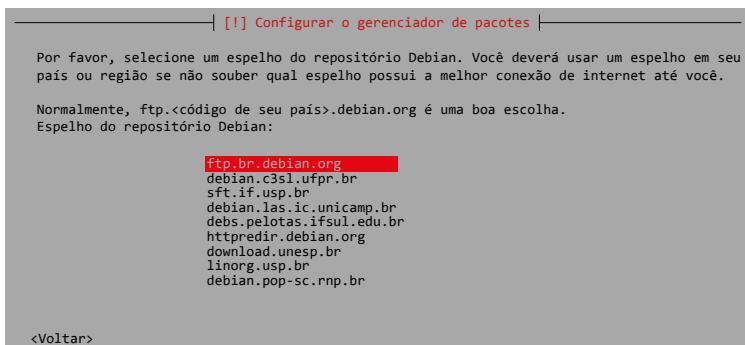 [!] Configurar o gerenciador de pacotes
Por favor, selecione um espelho do repositório Debian. Você deverá usar um espelho em seu
país ou região se não souber qual espelho possui a melhor conexão de internet até você.
Normalmente, ftp.<código de seu país>.debian.org é uma boa escolha.
Espelho do repositório Debian:
ftp.br.debian.org
debian.c3sl.ufpr.br
sft.if.usp.br
debian.las.ic.unicamp.br
debs.pelotas.ifsul.edu.br
httpredir.debian.org
download.unesp.br
linorg.usp.br
debian.pop-sc.rnp.br
<Voltar>